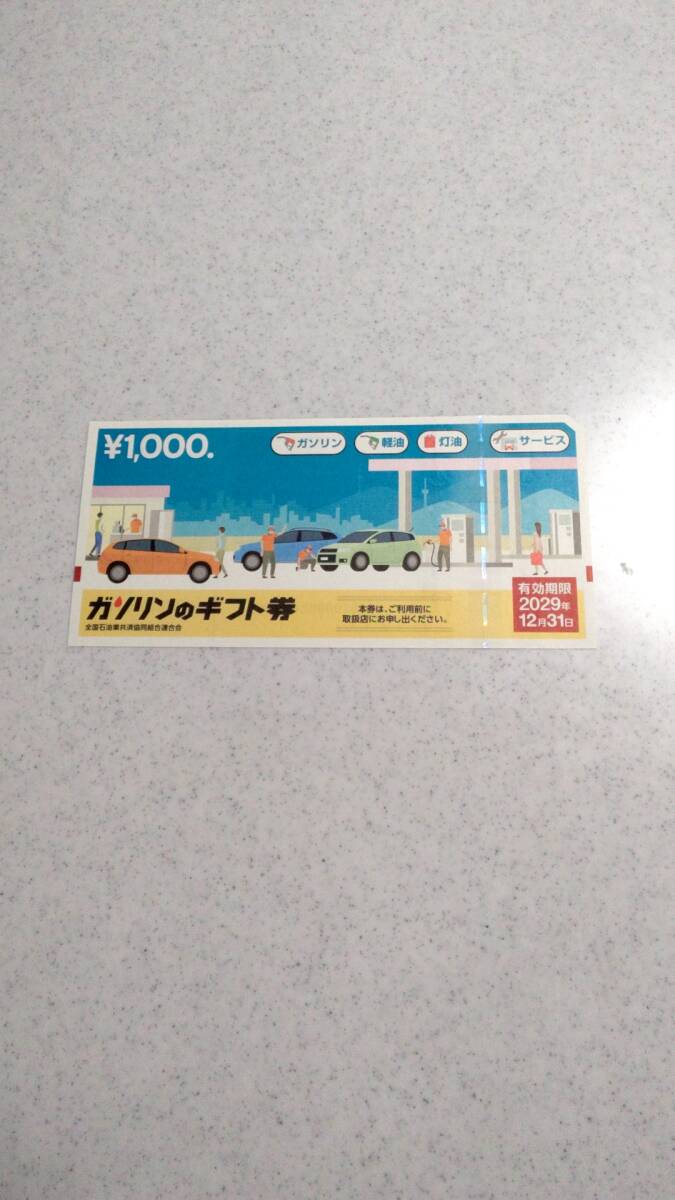 ¥1,000.
ガソリン
軽油
灯油
サービス
ガソリンのギフト券
全国石油業共済協同組合連合会
本券は、ご利用前に
取扱店にお申し出ください。
有効期限
2029年
12月31日